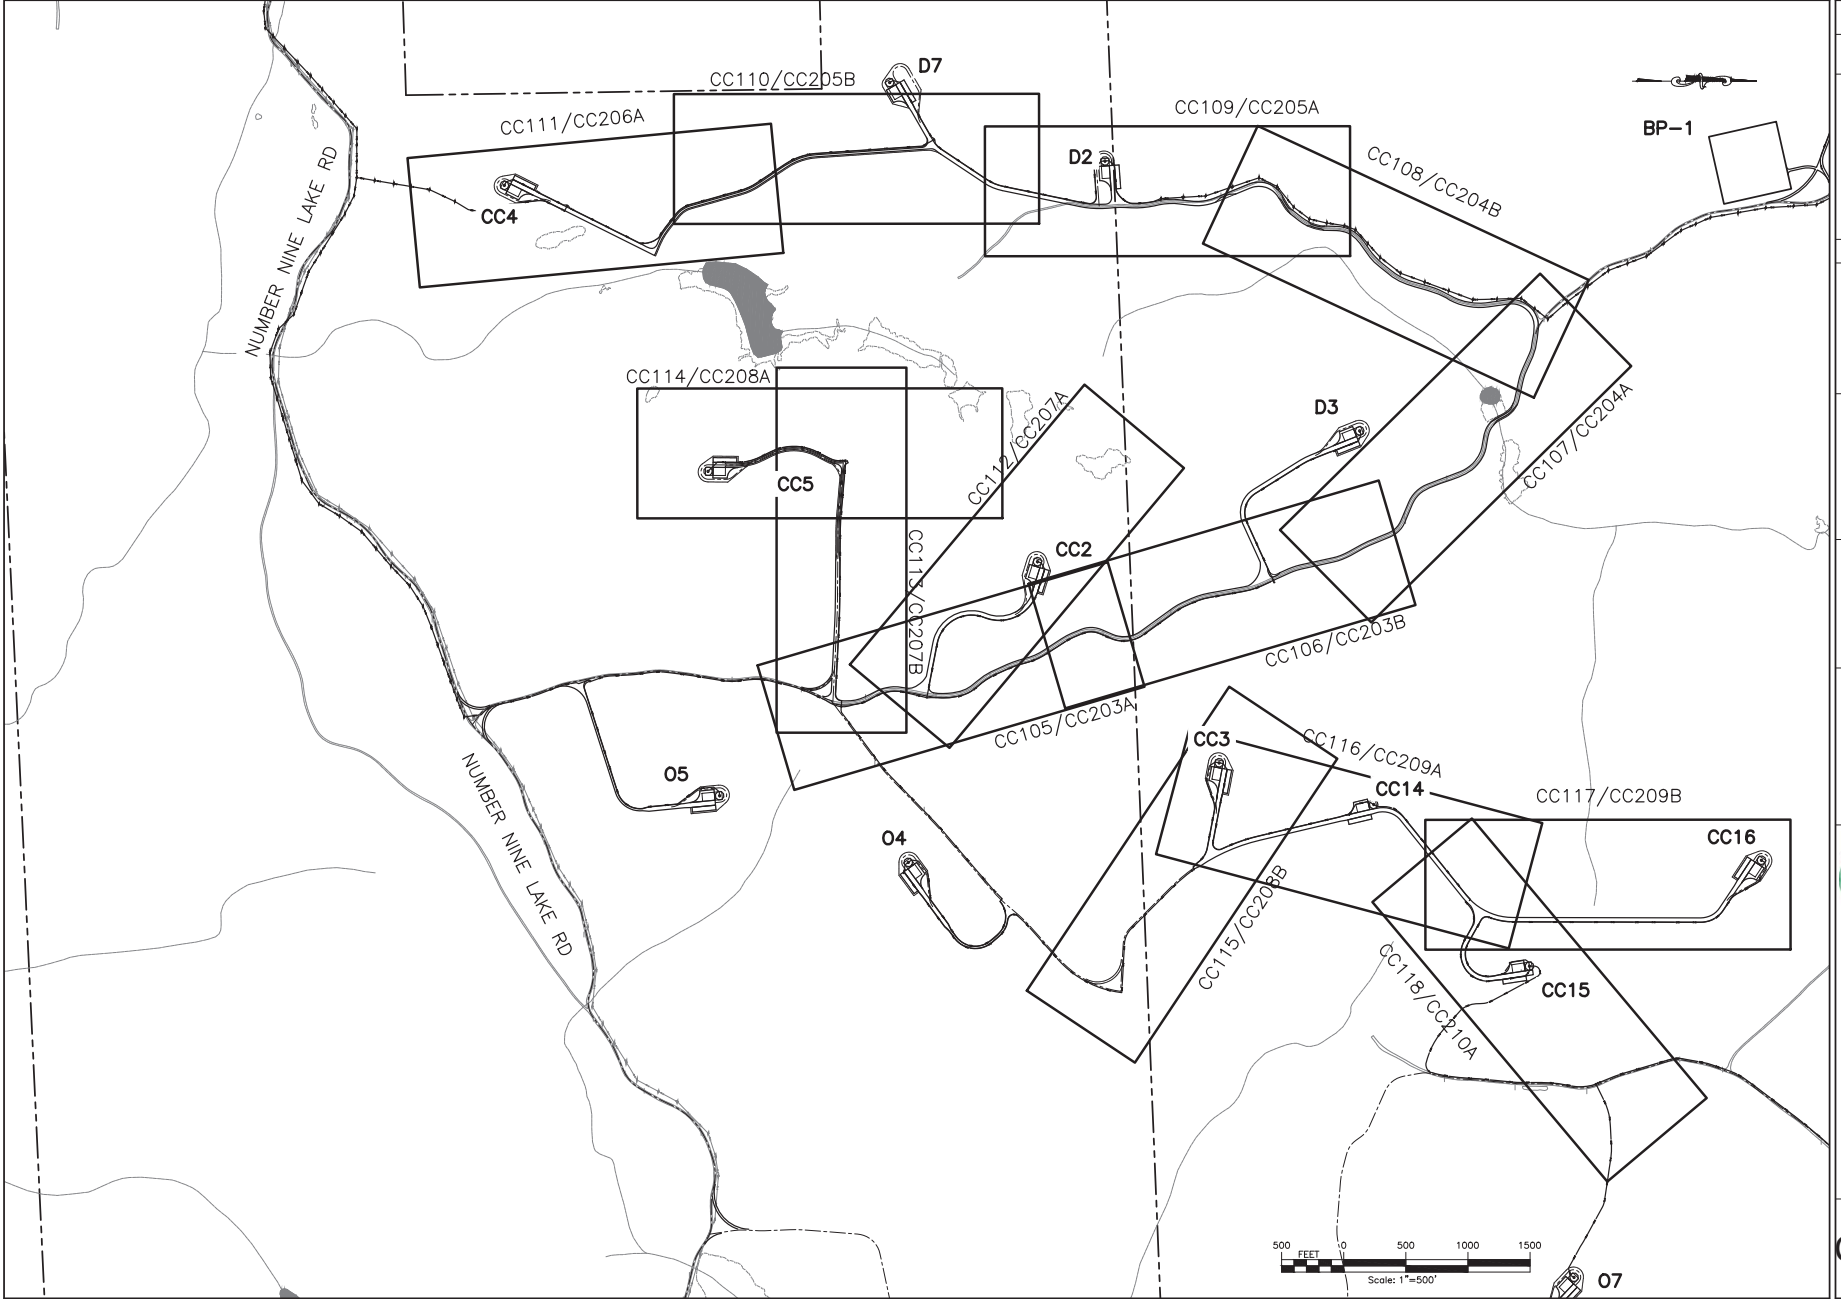 D7
CC110/CC205B
CC109/CC205A
CC111/CC206A
BP-1
D2
CC108/CC204B
NUMBER NINE LAKE RD
CC4
CC114/CC208A
CC112/CC207A
D3
CC107/CC204A
CC5
CC113/CC207B
CC2
CC106/CC203B
CC105/CC203A
CC3
CC116/CC209A
NUMBER NINE LAKE RD
O5
CC14
CC117/CC209B
O4
CC16
CC115/CC208B
CC118/CC210A
CC15
500 0 500 1000 1500
FEET
Scale: 1"=500'
O7